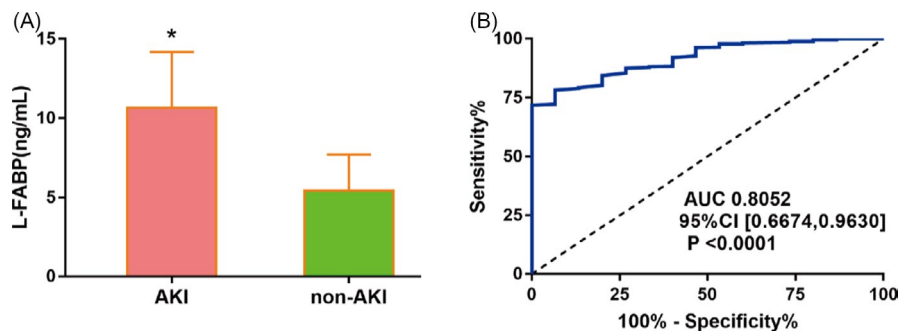 (A)
*
15
10
5
0
L-FABP(ng/mL)
AKI
non-AKI
(B)
100
75
50
25
0
Sensitivity%
AUC 0.8052
95%CI [0.6674,0.9630]
P <0.0001
0
25
50
75
100
100% - Specificity%